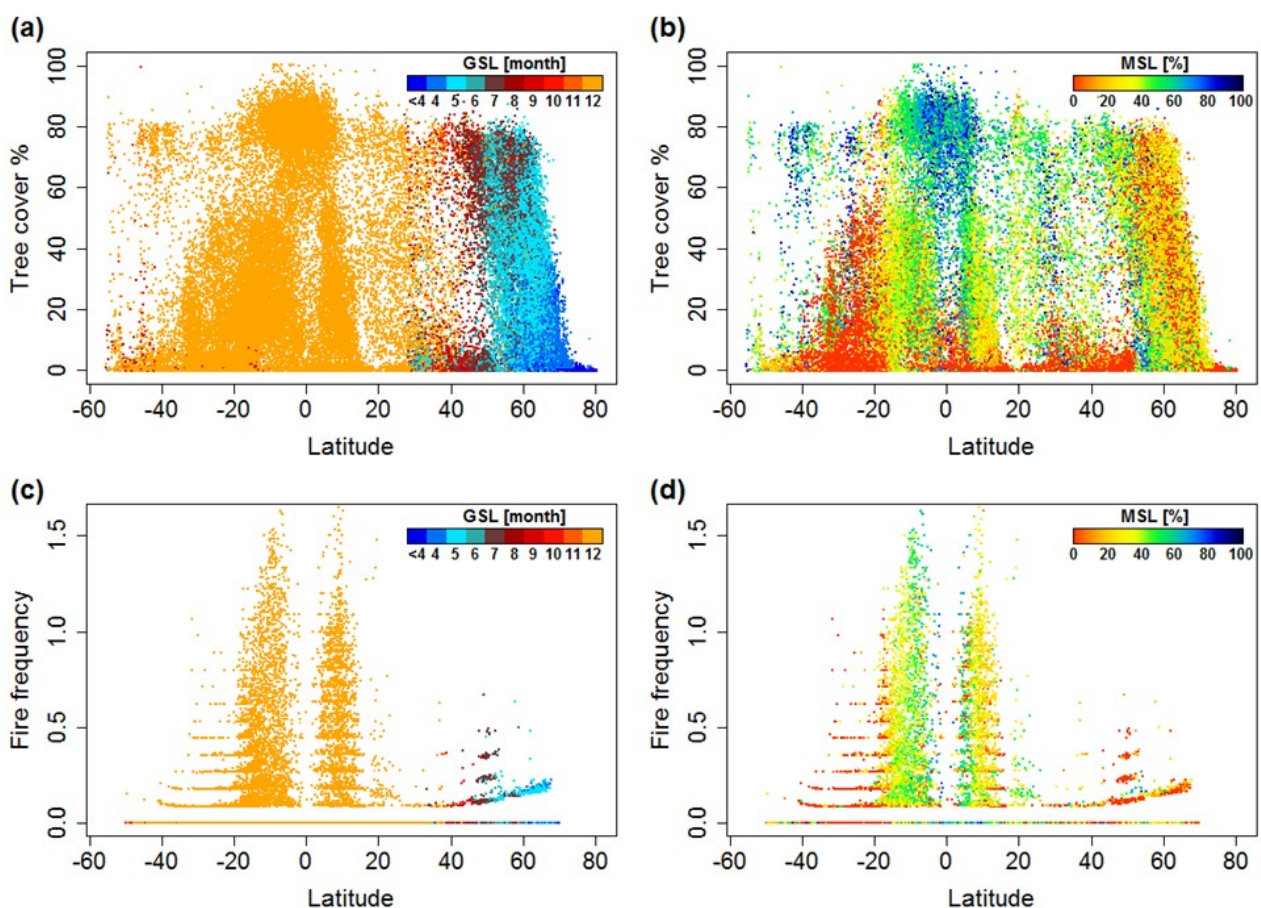 (a)
GSL [month]
<4 4 5 6 7 8 9 10 11 12
Tree cover %
0 20 40 60 80 100
-60 -40 -20 0 20 40 60 80
Latitude
(b)
MSL [%]
0 20 40 60 80 100
Tree cover %
0 20 40 60 80 100
-60 -40 -20 0 20 40 60 80
Latitude
(c)
GSL [month]
<4 4 5 6 7 8 9 10 11 12
Fire frequency
0.0 0.5 1.0 1.5
-60 -40 -20 0 20 40 60 80
Latitude
(d)
MSL [%]
0 20 40 60 80 100
Fire frequency
0.0 0.5 1.0 1.5
-60 -40 -20 0 20 40 60 80
Latitude